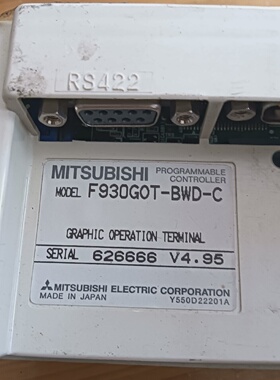 RS422
MITSUBISHI PROGRAMMABLE CONTROLLER
MODEL F930GOT-BWD-C
GRAPHIC OPERATION TERMINAL
SERIAL 626666 V4.95
MITSUBISHI ELECTRIC CORPORATION
MADE IN JAPAN Y550D22201A